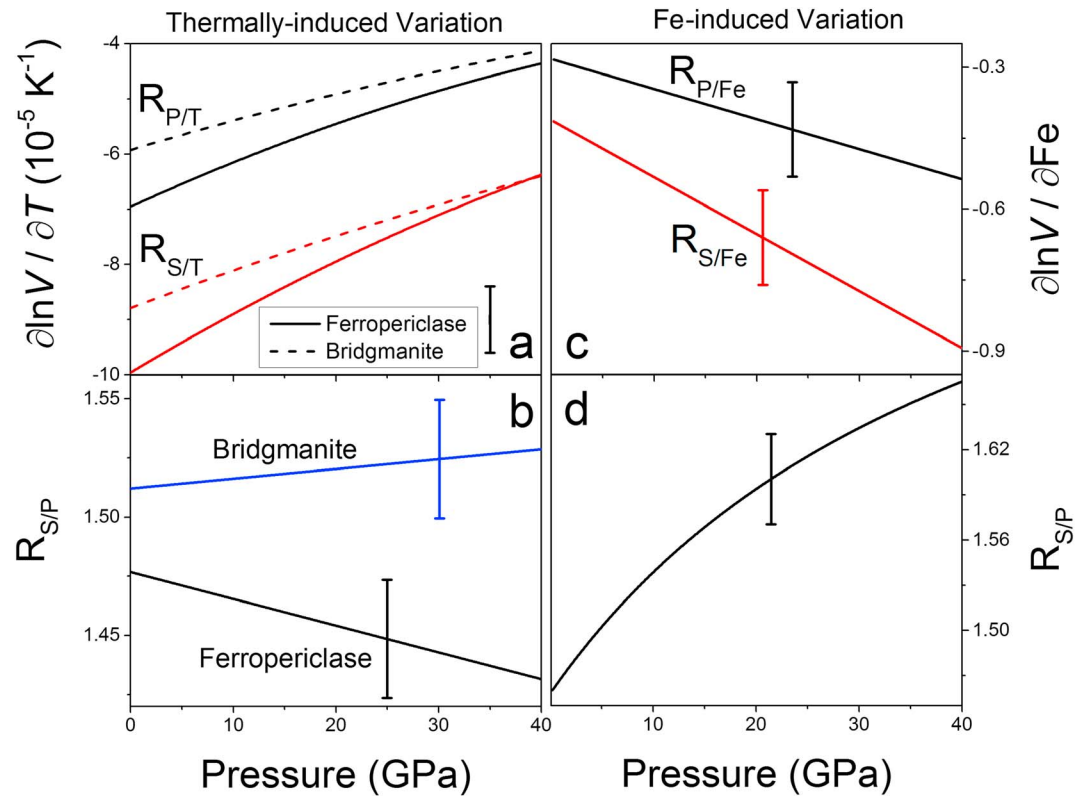 Thermally-induced Variation
Fe-induced Variation
∂lnV / ∂T (10⁻⁵ K⁻¹)
-4
-6
-8
-10
R_P/T
R_S/T
Ferropericlase
Bridgmanite
a
R_P/Fe
R_S/Fe
c
-0.3
-0.6
-0.9
∂lnV / ∂Fe
R_S/P
1.55
1.50
1.45
b
Bridgmanite
Ferropericlase
d
1.62
1.56
1.50
R_S/P
0 10 20 30 40
10 20 30 40
Pressure (GPa)
Pressure (GPa)